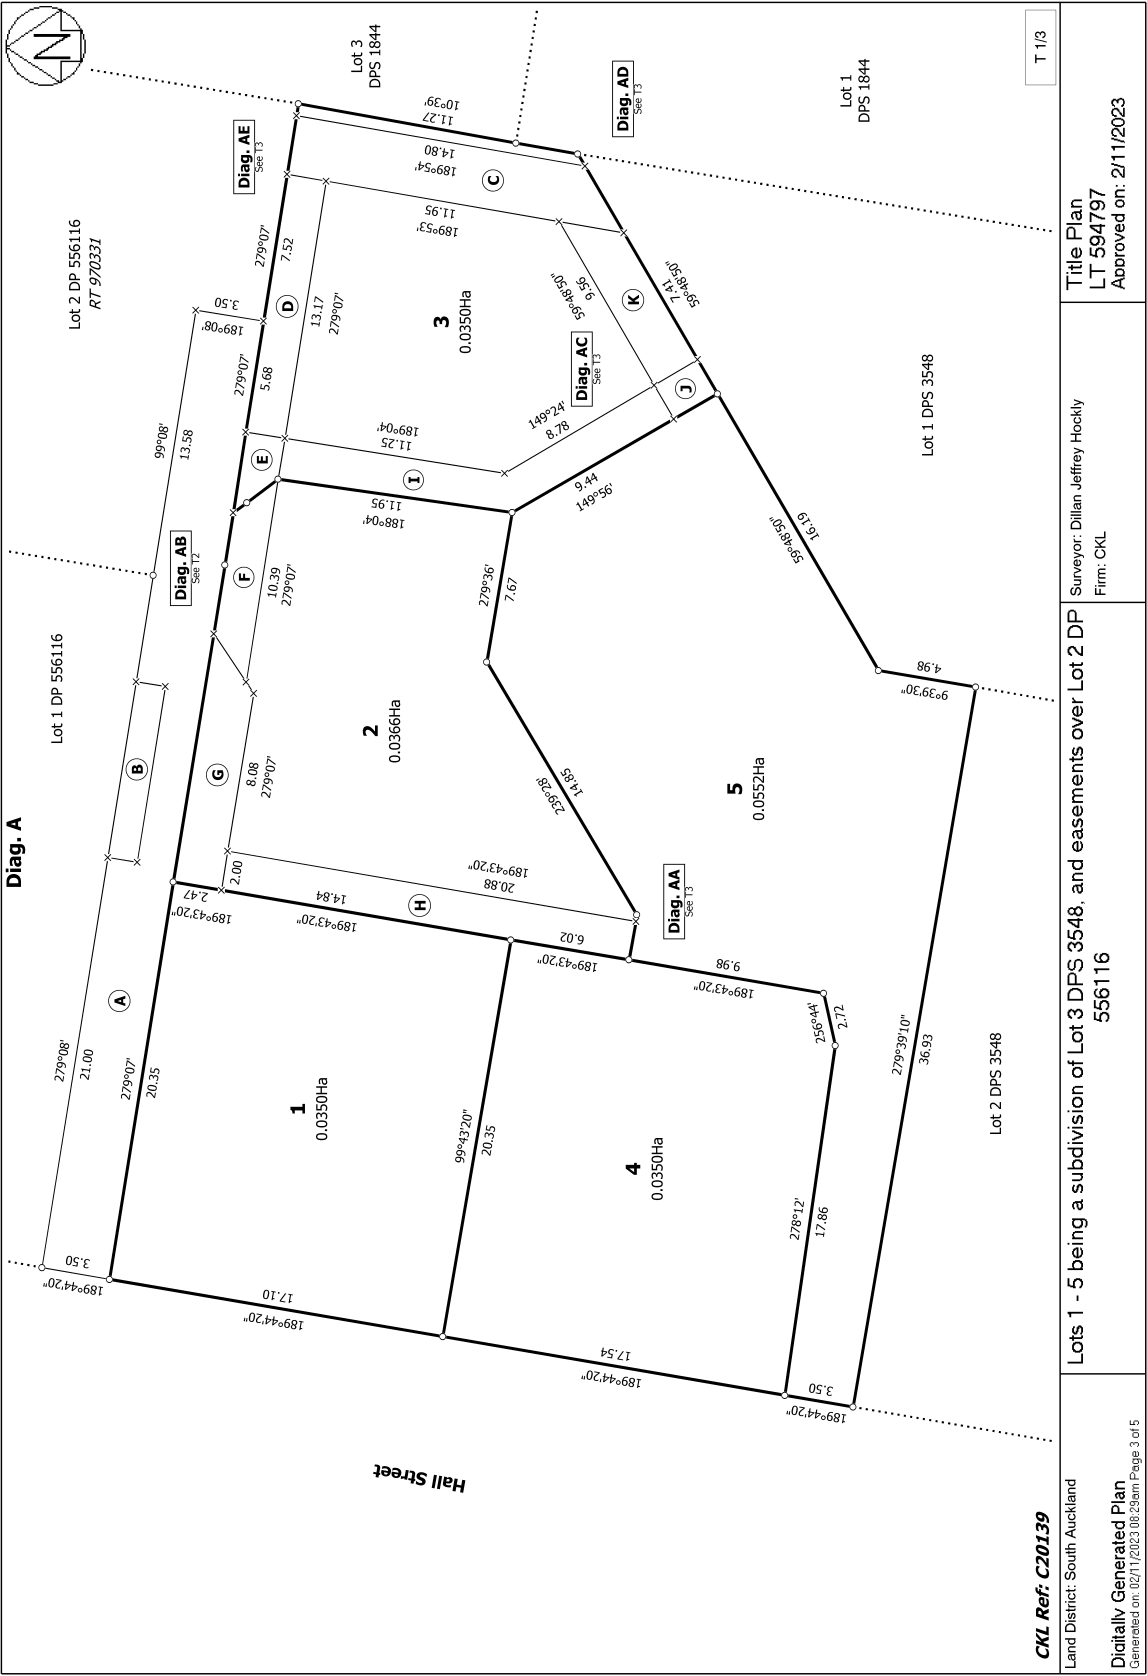 Diag. A
N
T 1/3
Lot 1 DP 556116
Lot 2 DP 556116
RT 970331
Lot 3
DPS 1844
Lot 1
DPS 1844
Lot 1 DPS 3548
Lot 2 DPS 3548
Hall Street
Diag. AE
See T3
Diag. AD
See T3
Diag. AB
See T2
Diag. AC
See T3
Diag. AA
See T3
1
0.0350Ha
2
0.0366Ha
3
0.0350Ha
4
0.0350Ha
5
0.0552Ha
A
B
C
D
E
F
G
H
I
J
K
279°08'
21.00
279°07'
20.35
189°44'20"
3.50
189°44'20"
17.10
189°44'20"
17.54
189°44'20"
3.50
99°43'20"
20.35
278°12'
17.86
256°44'
2.72
279°39'10"
36.93
189°43'20"
2.47
2.00
189°43'20"
14.84
189°43'20"
20.88
189°43'20"
6.02
189°43'20"
9.98
8.08
279°07'
10.39
279°07'
239°28'
14.85
279°36'
7.67
188°04'
11.95
189°04'
11.25
149°24'
8.78
9.44
149°56'
99°08'
13.58
189°08'
3.50
279°07'
5.68
279°07'
7.52
13.17
279°07'
189°53'
11.95
189°54'
14.80
10°39'
11.27
59°48'50"
9.56
59°48'50"
7.41
59°48'50"
16.19
9°39'30"
4.98
CKL Ref: C20139
Land District: South Auckland
Digitally Generated Plan
Generated on: 02/11/2023 08:29am Page 3 of 5
Lots 1 - 5 being a subdivision of Lot 3 DPS 3548, and easements over Lot 2 DP
556116
Surveyor: Dillan Jeffrey Hockly
Firm: CKL
Title Plan
LT 594797
Approved on: 2/11/2023